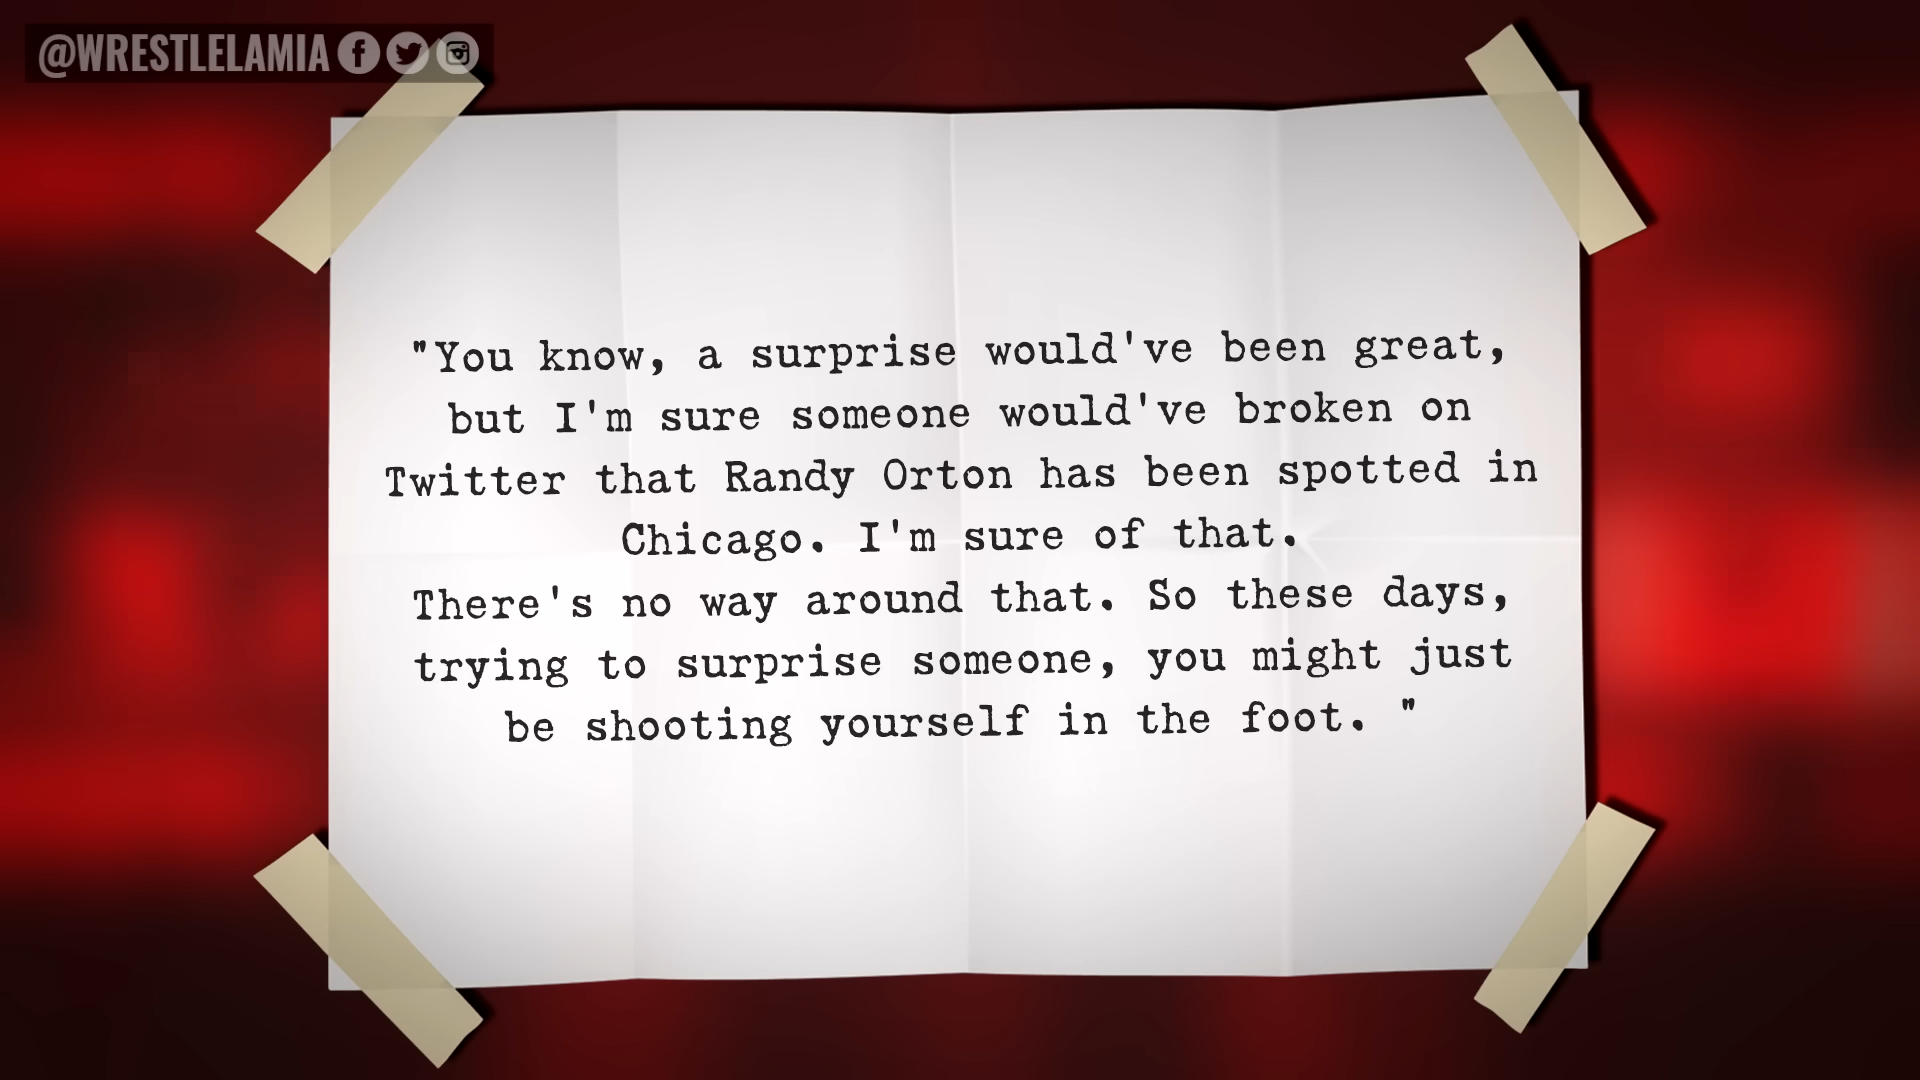 @WRESTLELAMIA
"You know, a surprise would've been great,
but I'm sure someone would've broken on
Twitter that Randy Orton has been spotted in
Chicago. I'm sure of that.
There's no way around that. So these days,
trying to surprise someone, you might just
be shooting yourself in the foot. "